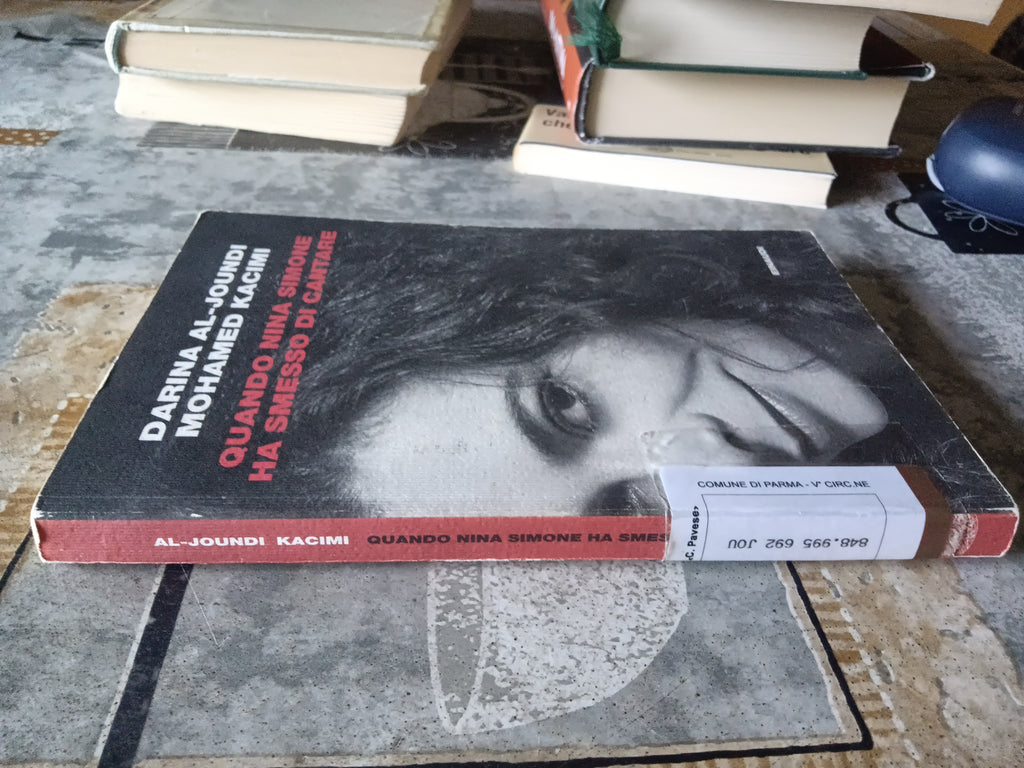 DARINA AL-JOUNDI
MOHAMED KACIMI
QUANDO NINA SIMONE
HA SMESSO DI CANTARE
AL-JOUNDI KACIMI QUANDO NINA SIMONE HA SMES
COMUNE DI PARMA - V° CIRC.NE
‹C. Pavese›
848.995 692 JOU